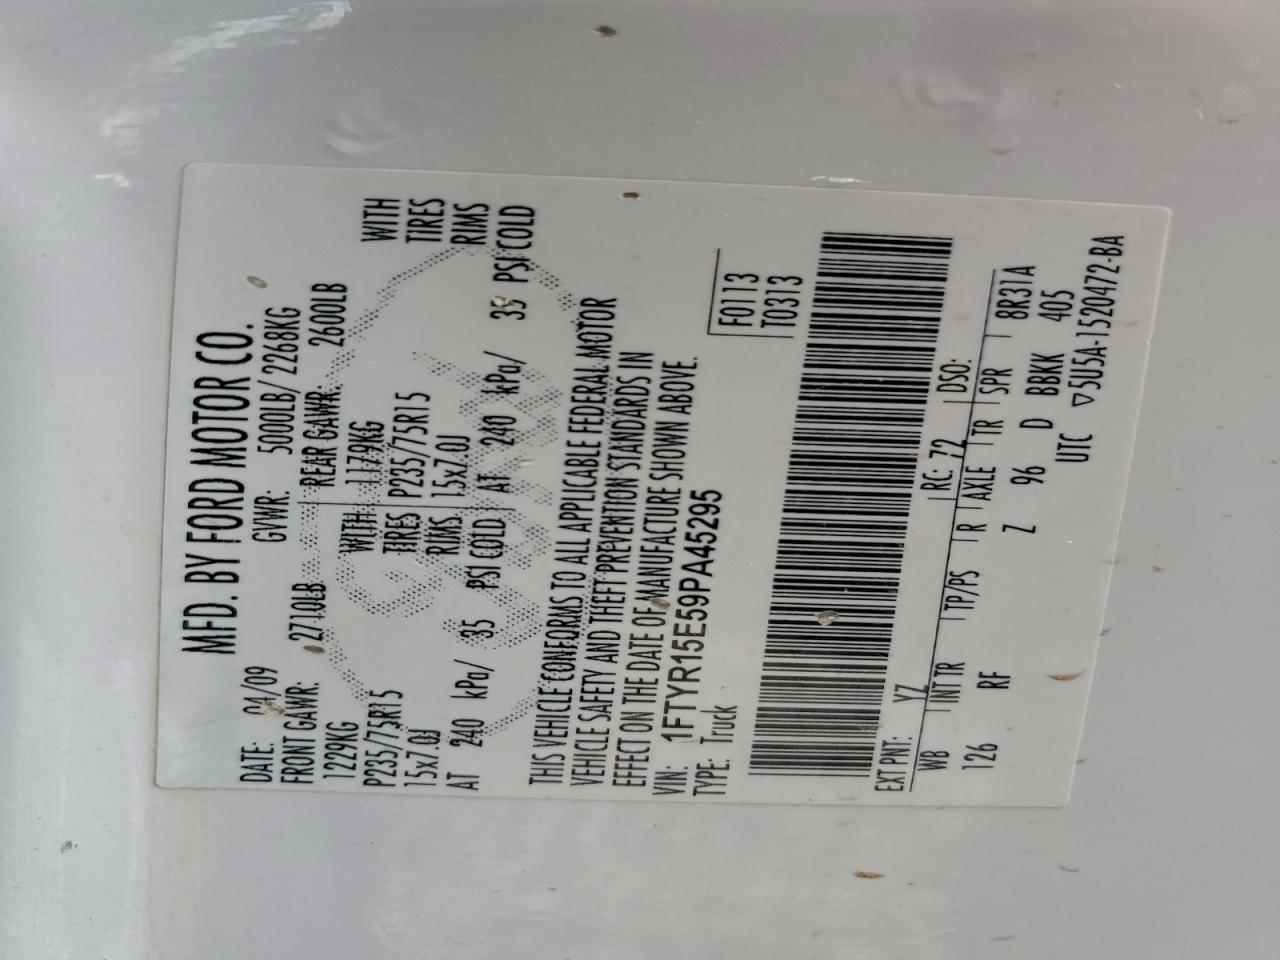 MFD. BY FORD MOTOR CO.
DATE: 04/09 GVWR: 5000LB/ 2268KG
FRONT GAWR: 2710LB REAR GAWR: 2600LB
1229KG WITH 1179KG WITH
P235/75R15 TIRES P235/75R15 TIRES
15x7.0J RIMS 15x7.0J RIMS
AT 240 kPa/ 35 PSI COLD AT 240 kPa/ 35 PSI COLD
THIS VEHICLE CONFORMS TO ALL APPLICABLE FEDERAL MOTOR
VEHICLE SAFETY AND THEFT PREVENTION STANDARDS IN
EFFECT ON THE DATE OF MANUFACTURE SHOWN ABOVE.
VIN: 1FTYR15E59PA45295 F0113
TYPE: Truck T0313
EXT PNT: YZ RC: 72 DSO:
WB INT TR TP/PS R AXLE TR SPR 8R31A
126 RF Z 96 D BBKK 405
UTC ▽5U5A-1520472-BA